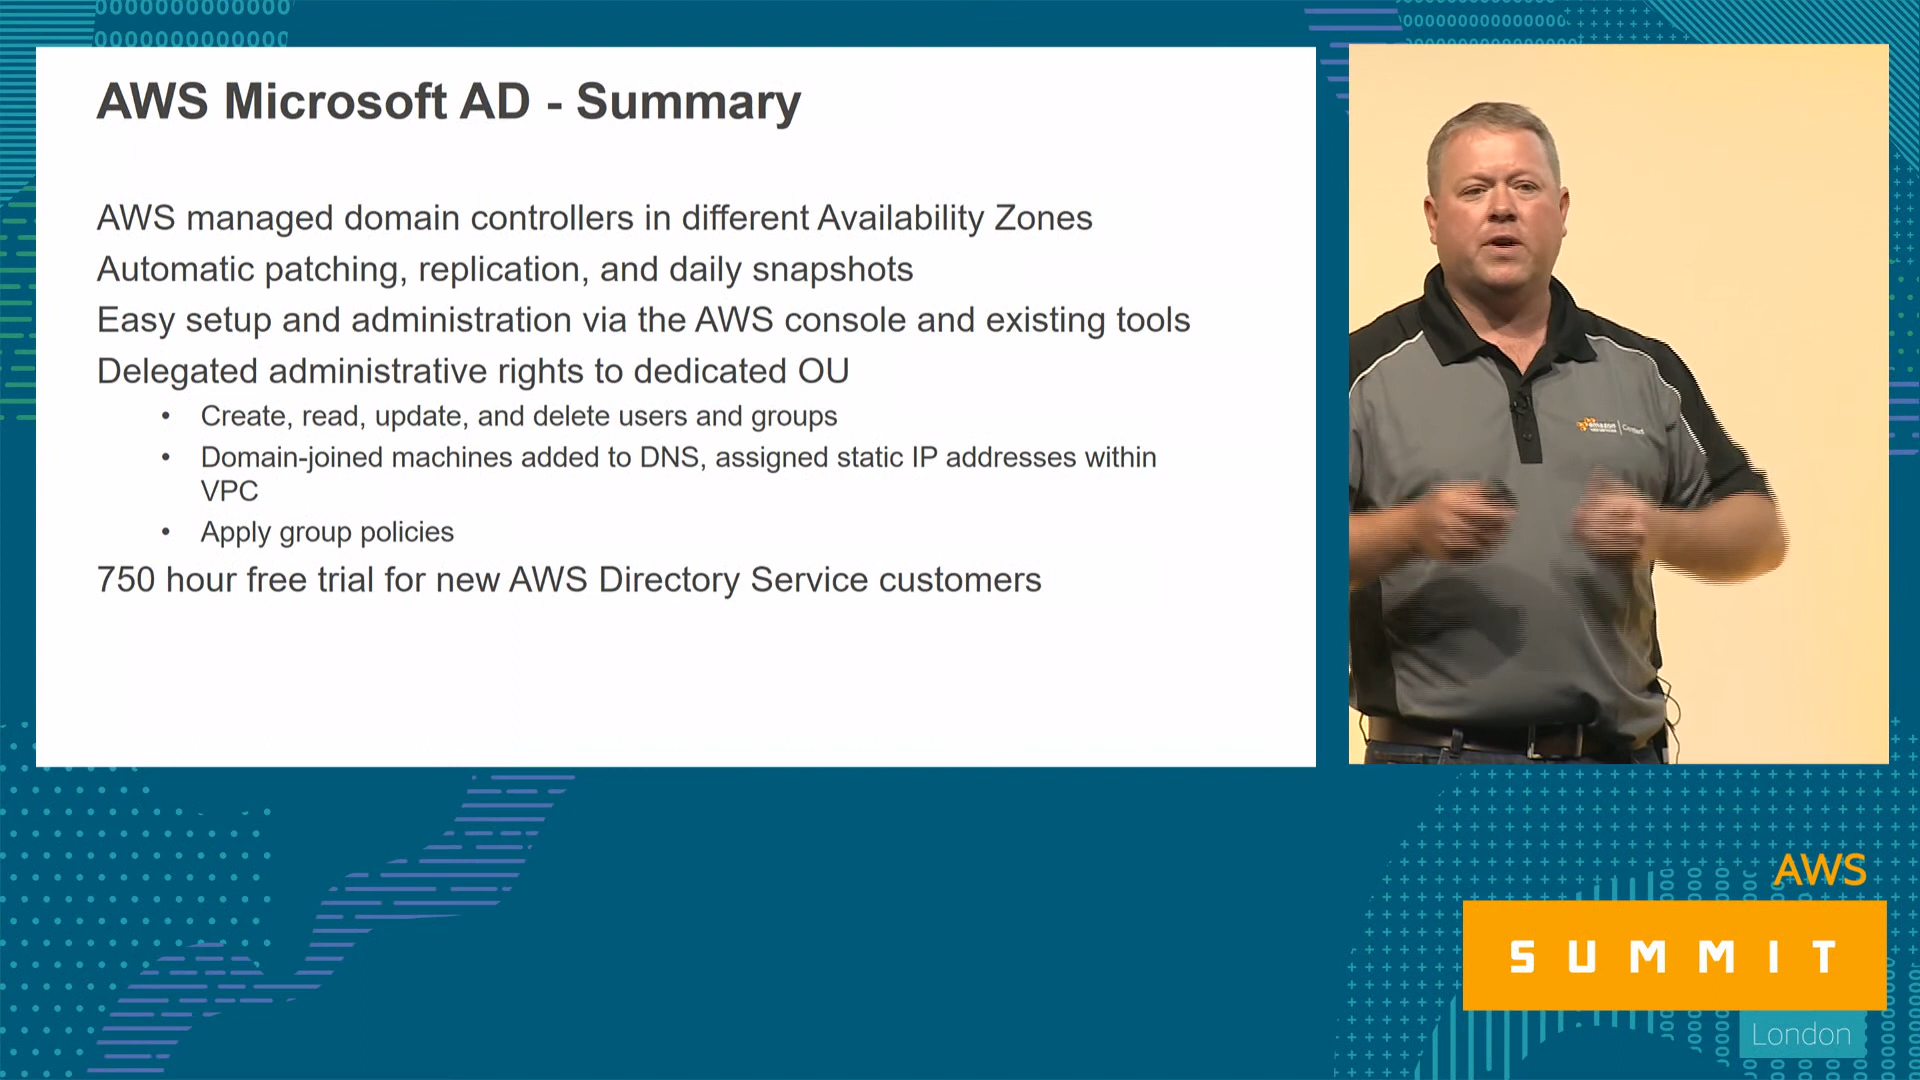 AWS Microsoft AD - Summary
AWS managed domain controllers in different Availability Zones
Automatic patching, replication, and daily snapshots
Easy setup and administration via the AWS console and existing tools
Delegated administrative rights to dedicated OU
• Create, read, update, and delete users and groups
• Domain-joined machines added to DNS, assigned static IP addresses within
VPC
• Apply group policies
750 hour free trial for new AWS Directory Service customers
amazon
AWS
SUMMIT
London